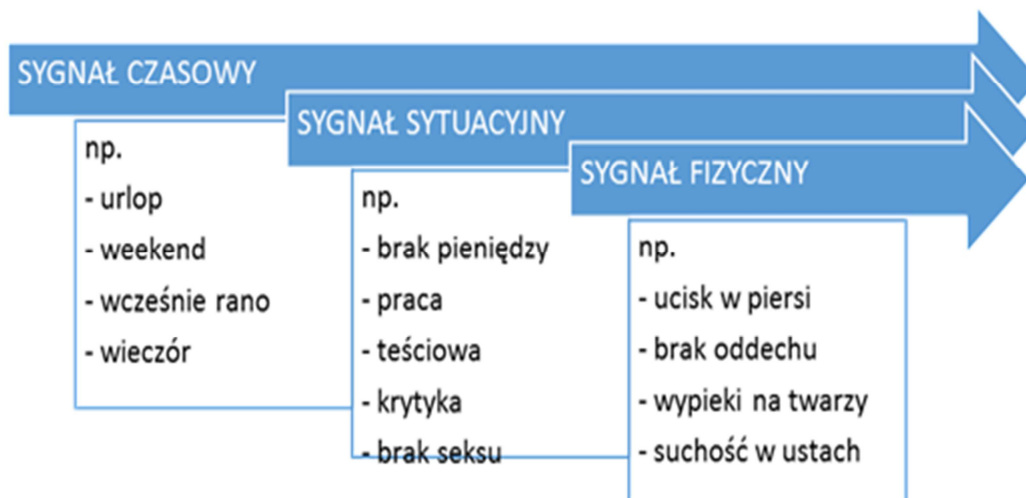 SYGNAŁ CZASOWY
np.
- urlop
- weekend
- wcześnie rano
- wieczór
SYGNAŁ SYTUACYJNY
np.
- brak pieniędzy
- praca
- teściowa
- krytyka
- brak seksu
SYGNAŁ FIZYCZNY
np.
- ucisk w piersi
- brak oddechu
- wypieki na twarzy
- suchość w ustach